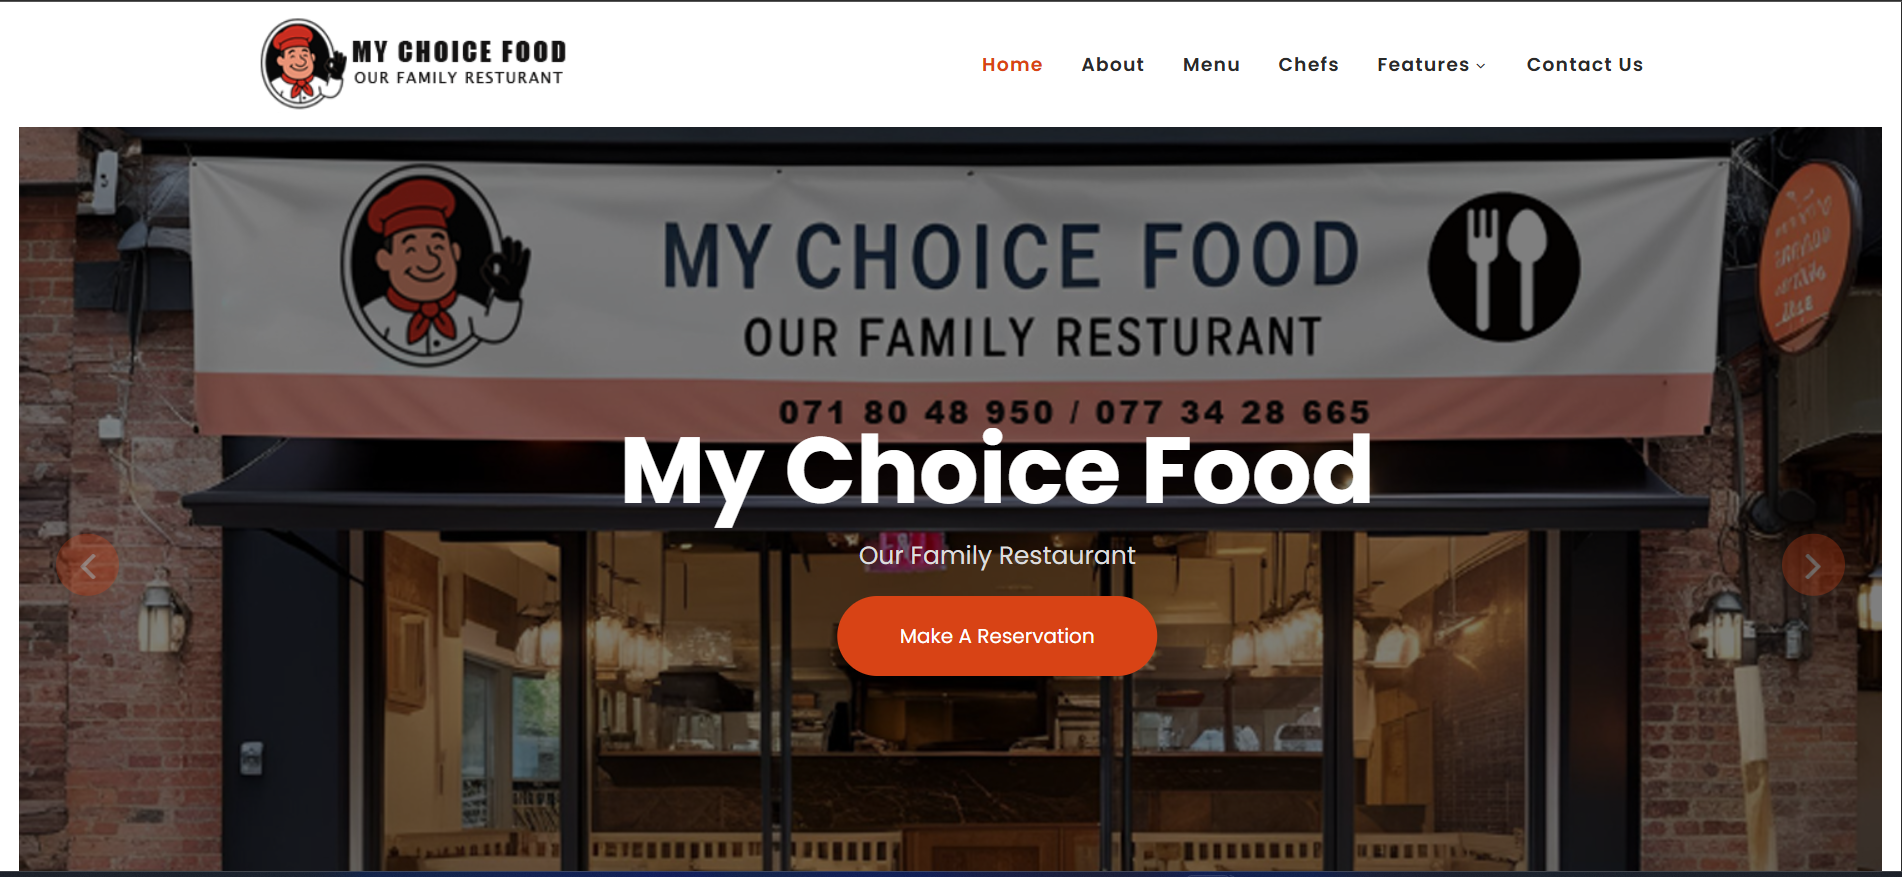 MY CHOICE FOOD
OUR FAMILY RESTURANT
Home About Menu Chefs Features Contact Us
MY CHOICE FOOD
OUR FAMILY RESTURANT
071 80 48 950 / 077 34 28 665
My Choice Food
Our Family Restaurant
Make A Reservation